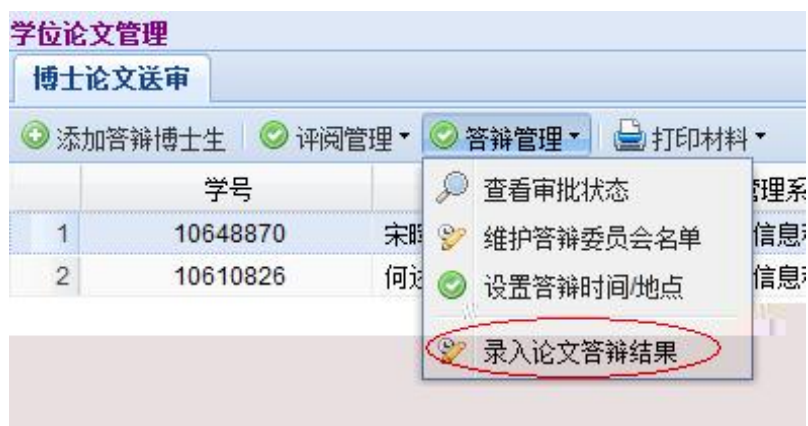 学位论文管理
博士论文送审
添加答辩博士生 评阅管理 答辩管理 打印材料
学号
查看审批状态
管理系
1 10648870 宋
维护答辩委员会名单
信息
2 10610826 何
设置答辩时间/地点
信息
录入论文答辩结果